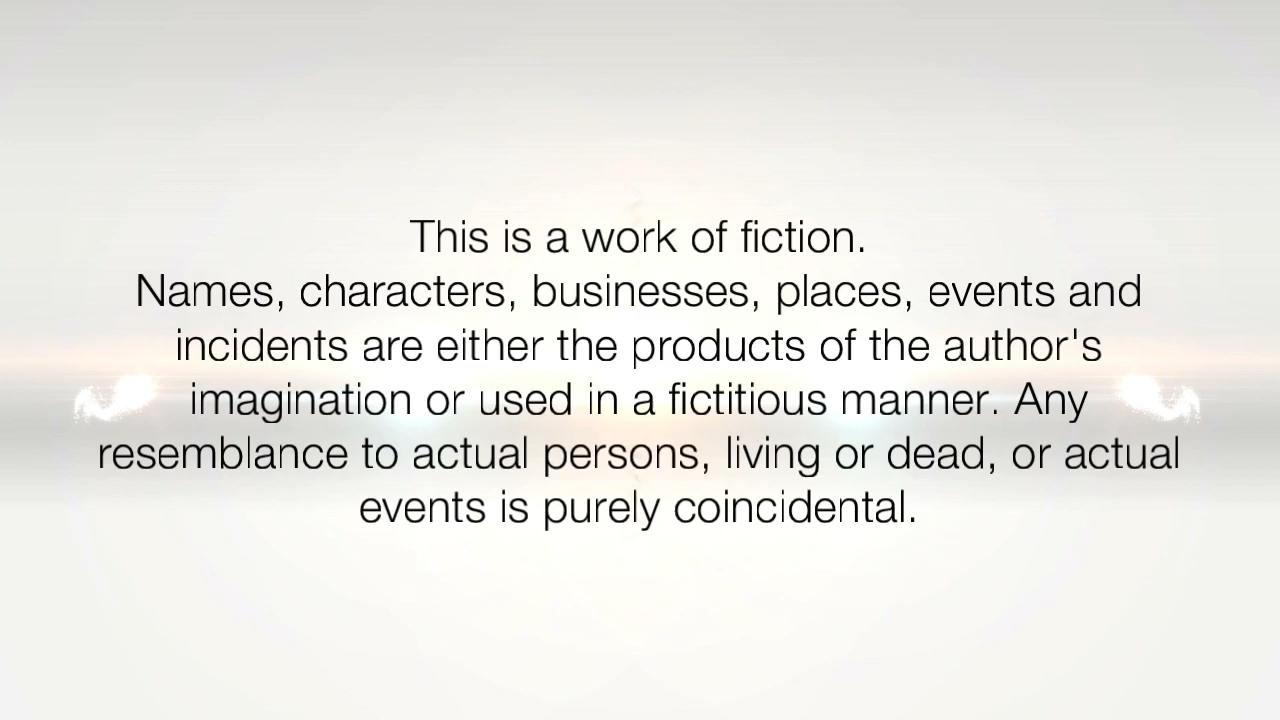 This is a work of fiction.
Names, characters, businesses, places, events and
incidents are either the products of the author's
imagination or used in a fictitious manner. Any
resemblance to actual persons, living or dead, or actual
events is purely coincidental.